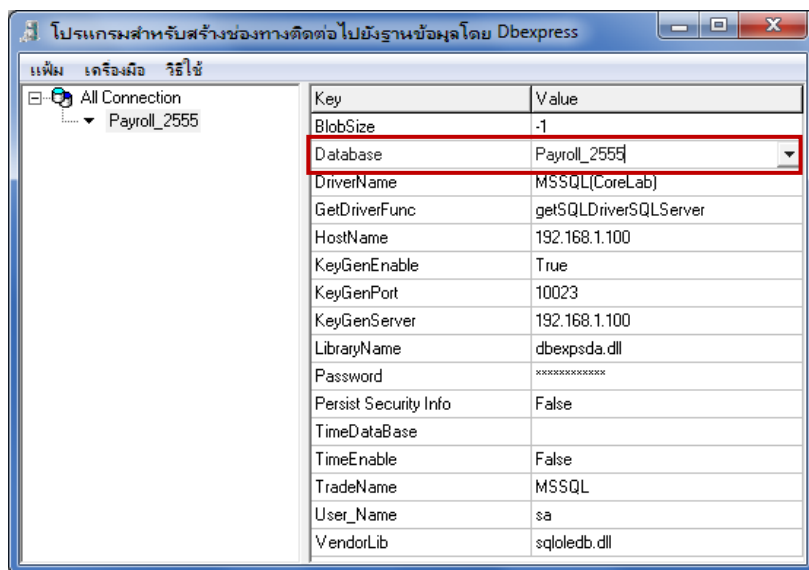 โปรแกรมสำหรับสร้างช่องทางติดต่อไปยังฐานข้อมูลโดย Dbexpress
แฟ้ม เครื่องมือ วิธีใช้
All Connection
Payroll_2555
Key Value
BlobSize -1
Database Payroll_2555
DriverName MSSQL(CoreLab)
GetDriverFunc getSQLDriverSQLServer
HostName 192.168.1.100
KeyGenEnable True
KeyGenPort 10023
KeyGenServer 192.168.1.100
LibraryName dbexpsda.dll
Password ************
Persist Security Info False
TimeDataBase
TimeEnable False
TradeName MSSQL
User_Name sa
VendorLib sqloledb.dll